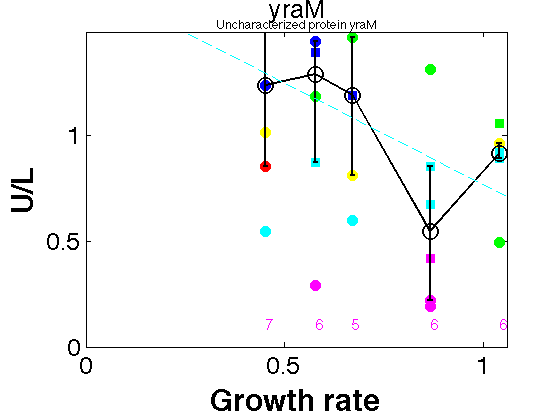 yraM
Uncharacterized protein yraM
U/L
1
0.5
0
7 6 5 6 6
0 0.5 1
Growth rate